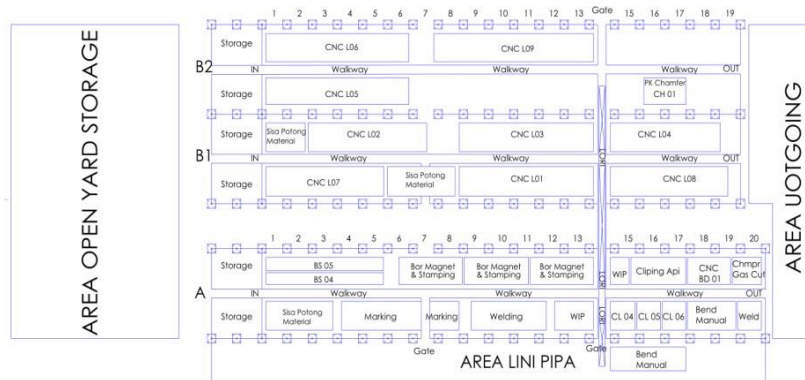 Gate
1 2 3 4 5 6 7 8 9 10 11 12 13 15 16 17 18 19
Storage CNC L06 CNC L09
B2 IN Walkway Walkway Walkway OUT
Storage CNC L05 PK Chamfer
CH 01
Storage Sisa Potong
Material CNC L02 CNC L03 CNC L04
B1 IN Walkway Walkway LORI Walkway OUT
Storage CNC L07 Sisa Potong
Material CNC L01 CNC L08
1 2 3 4 5 6 7 8 9 10 11 12 13 15 16 17 18 19 20
Storage BS 05 Bor Magnet
& Stamping Bor Magnet
& Stamping Bor Magnet
& Stamping WIP Cliping Api CNC
BD 01 Chmpr
Gas Cut
BS 04 LORI
A IN Walkway Walkway Walkway OUT
Storage Sisa Potong
Material Marking Marking Welding WIP LORI CL 04 CL 05 CL 06 Bend
Manual Weld
Gate Gate
AREA LINI PIPA Bend
Manual
AREA OPEN YARD STORAGE
AREA UOTGOING